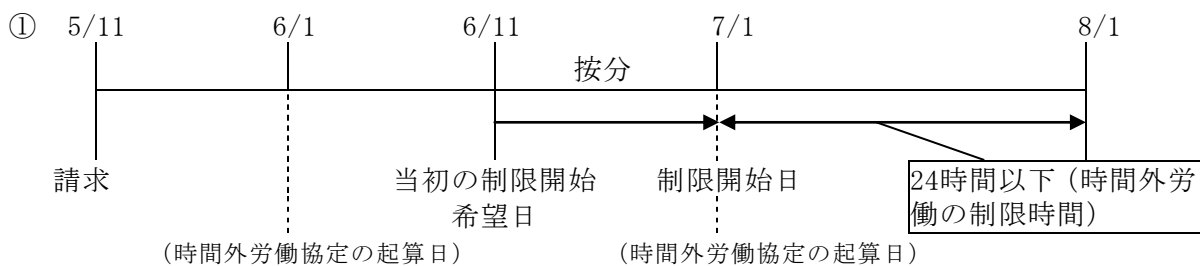 ① 5/11 6/1 6/11 7/1 8/1
按分
請求 当初の制限開始 制限開始日 24時間以下（時間外労
希望日 働の制限時間）
（時間外労働協定の起算日） （時間外労働協定の起算日）